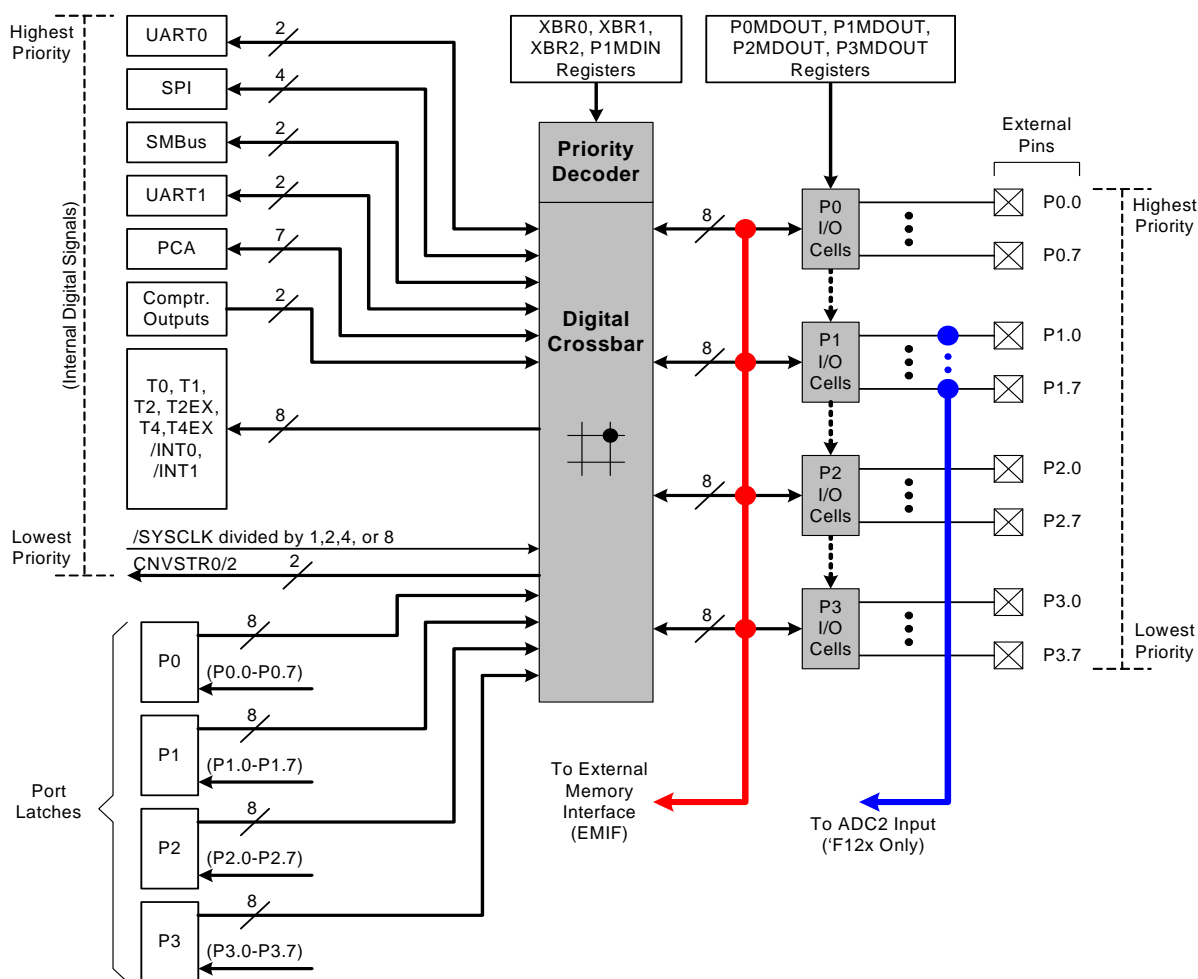 Highest
Priority
(Internal Digital Signals)
Lowest
Priority
UART0
2
SPI
4
SMBus
2
UART1
2
PCA
7
Comptr.
Outputs
2
T0, T1,
T2, T2EX,
T4,T4EX
/INT0,
/INT1
8
/SYSCLK divided by 1,2,4, or 8
CNVSTR0/2
2
Port
Latches
P0
8
(P0.0-P0.7)
P1
8
(P1.0-P1.7)
P2
8
(P2.0-P2.7)
P3
8
(P3.0-P3.7)
XBR0, XBR1,
XBR2, P1MDIN
Registers
Priority
Decoder
Digital
Crossbar
P0MDOUT, P1MDOUT,
P2MDOUT, P3MDOUT
Registers
8
8
8
8
P0
I/O
Cells
P1
I/O
Cells
P2
I/O
Cells
P3
I/O
Cells
External
Pins
P0.0
P0.7
P1.0
P1.7
P2.0
P2.7
P3.0
P3.7
Highest
Priority
Lowest
Priority
To External
Memory
Interface
(EMIF)
To ADC2 Input
(‘F12x Only)